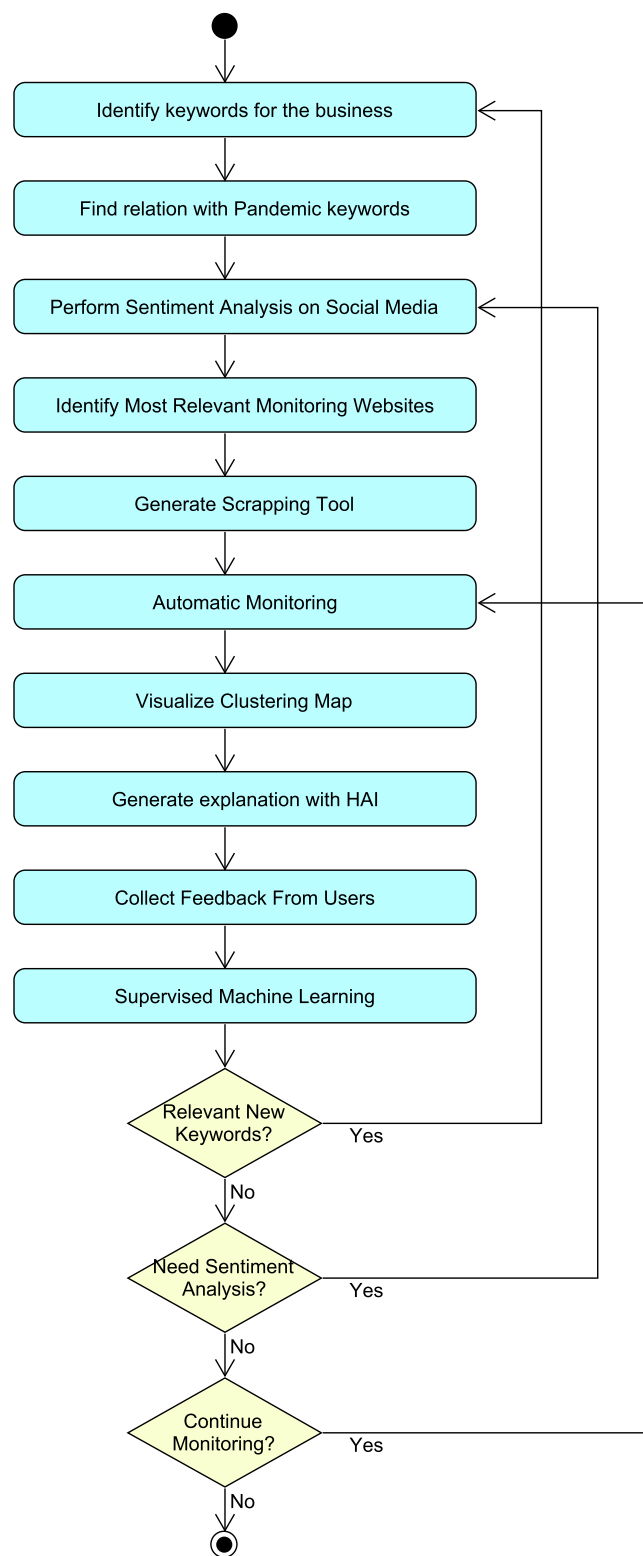 Identify keywords for the business
Find relation with Pandemic keywords
Perform Sentiment Analysis on Social Media
Identify Most Relevant Monitoring Websites
Generate Scrapping Tool
Automatic Monitoring
Visualize Clustering Map
Generate explanation with HAI
Collect Feedback From Users
Supervised Machine Learning
Relevant New
Keywords?
Yes
No
Need Sentiment
Analysis?
Yes
No
Continue
Monitoring?
Yes
No